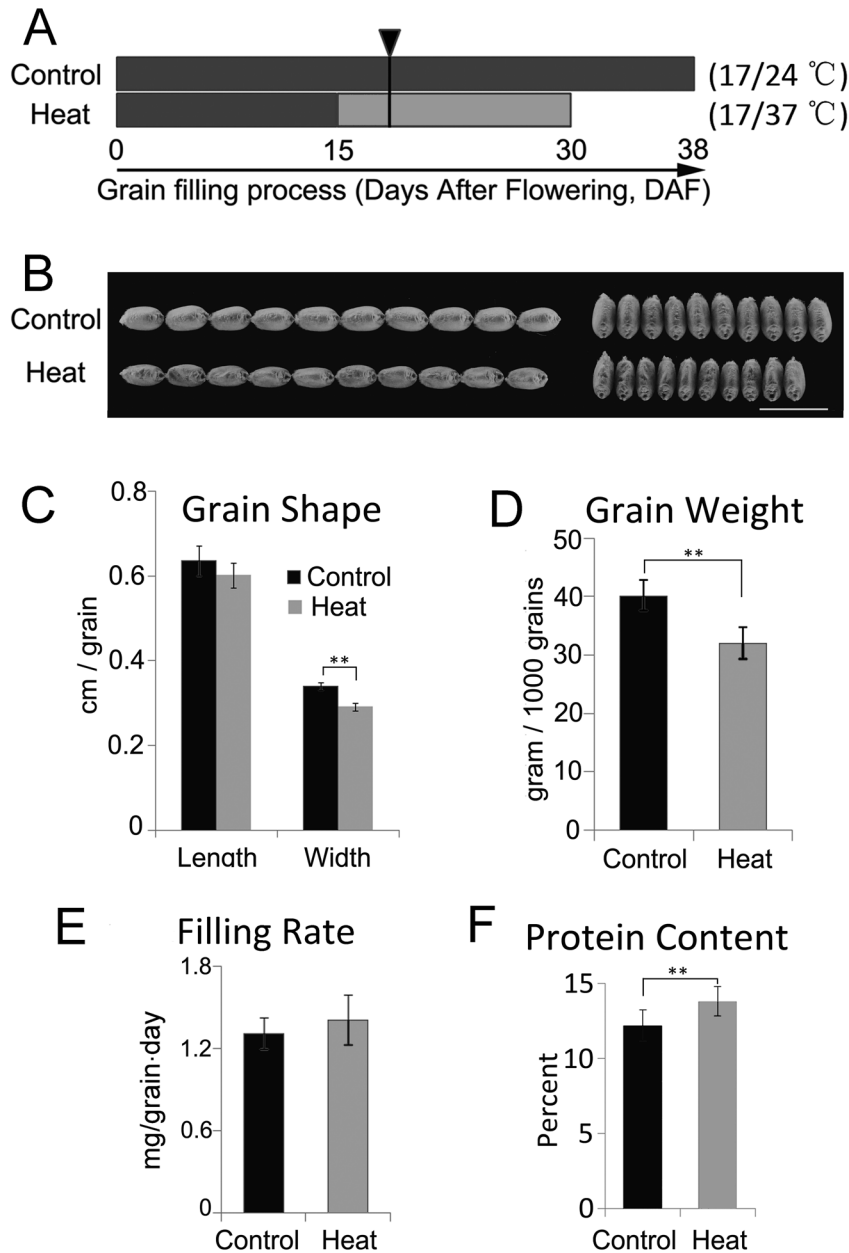 A
Control (17/24 ℃)
Heat (17/37 ℃)
0 15 30 38
Grain filling process (Days After Flowering, DAF)
B
Control
Heat
C
Grain Shape
0.8
0.6
0.4
0.2
0
cm / grain
Control
Heat
**
Length Width
D
Grain Weight
50
40
30
20
10
0
gram / 1000 grains
**
Control Heat
E
Filling Rate
1.8
1.2
0.6
0
mg/grain·day
Control Heat
F
Protein Content
15
10
5
0
Percent
**
Control Heat